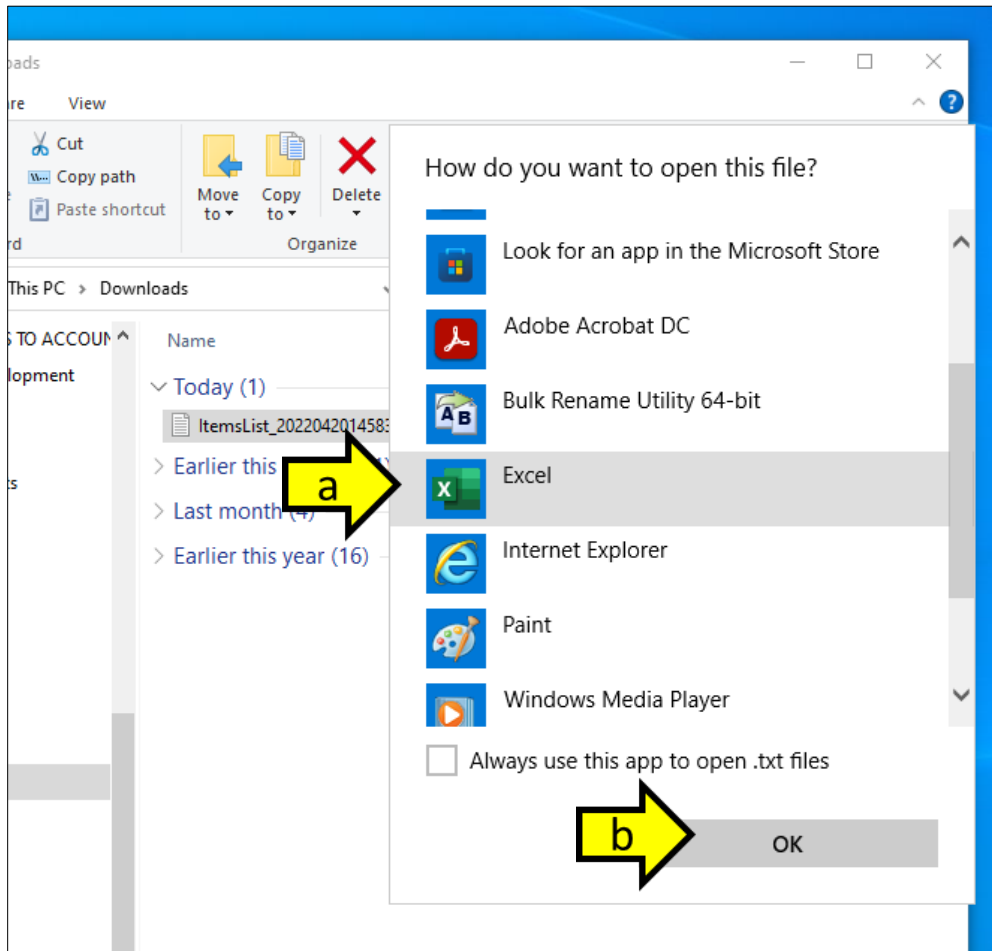 oads
re View
Cut
Copy path
Paste shortcut
Move to
Copy to
Delete
rd
Organize
This PC > Downloads
S TO ACCOUN
lopment
ts
Name
Today (1)
ItemsList_2022042014583
Earlier this
Last month (4)
Earlier this year (16)
How do you want to open this file?
Look for an app in the Microsoft Store
Adobe Acrobat DC
Bulk Rename Utility 64-bit
a
Excel
Internet Explorer
Paint
Windows Media Player
Always use this app to open .txt files
b
OK